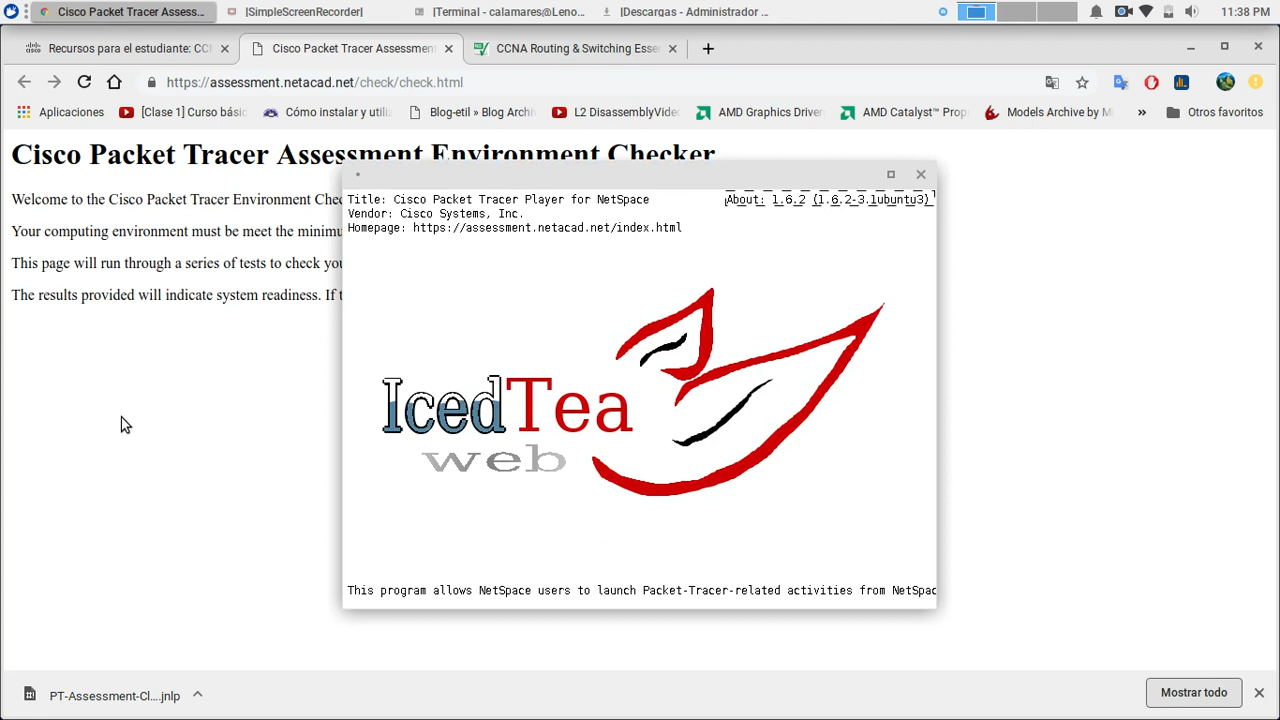 Cisco Packet Tracer Assess...
|SimpleScreenRecorder|
|Terminal - calamares@Leno...
|Descargas - Administrador ...
11:38 PM
Recursos para el estudiante: CC
Cisco Packet Tracer Assessment
CCNA Routing & Switching Esse
https://assessment.netacad.net/check/check.html
Aplicaciones
[Clase 1] Curso bási
Cómo instalar y utili
Blog-etil » Blog Archi
L2 DisassemblyVide
AMD Graphics Driver
AMD Catalyst™ Prop
Models Archive by M
»
Otros favoritos
Cisco Packet Tracer Assessment Environment Checker
Welcome to the Cisco Packet Tracer Environment Che
Your computing environment must be meet the minimu
This page will run through a series of tests to check you
The results provided will indicate system readiness. If t
Title: Cisco Packet Tracer Player for NetSpace
About: 1.6.2 (1.6.2-3.1ubuntu3)
Vendor: Cisco Systems, Inc.
Homepage: https://assessment.netacad.net/index.html
IcedTea
web
This program allows NetSpace users to launch Packet-Tracer-related activities from NetSpac
PT-Assessment-Cl....jnlp
Mostrar todo